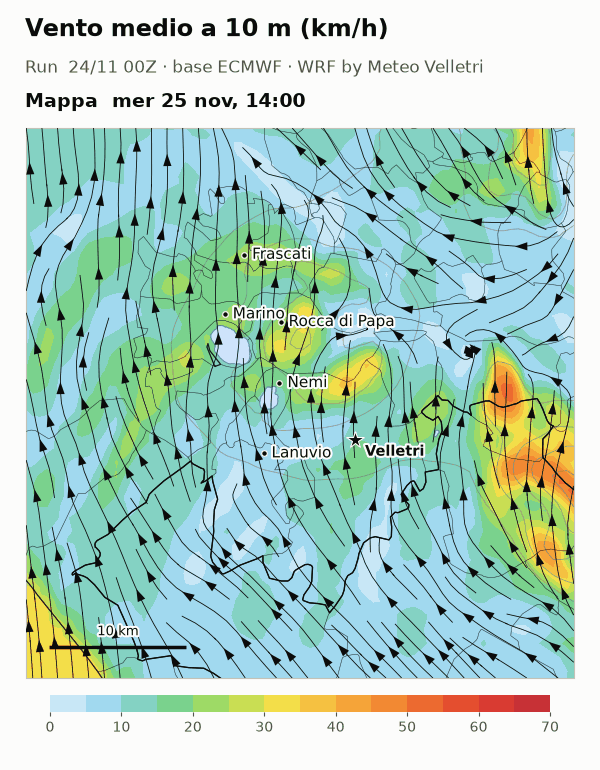 Vento medio a 10 m (km/h)
Run  24/11 00Z · base ECMWF · WRF by Meteo Velletri
Mappa  mer 25 nov, 14:00
Frascati
Marino
Rocca di Papa
Nemi
Velletri
Lanuvio
10 km
0 10 20 30 40 50 60 70